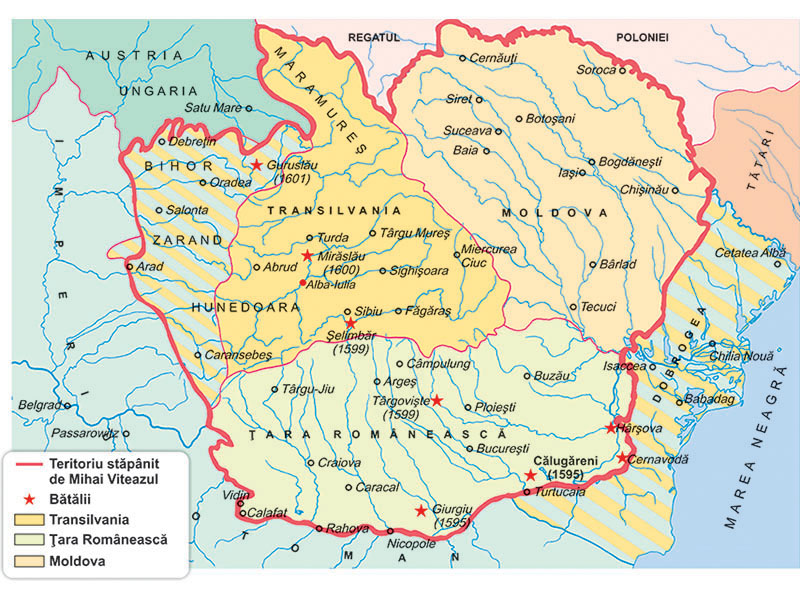 REGATUL POLONIEI
AUSTRIA
UNGARIA
MARAMUREȘ
Cernăuți
Soroca
Satu Mare
Siret
Botoșani
Suceava
Baia
TĂTARI
IMPERIUL
Debrețin
BIHOR
Guruslău
(1601)
Oradea
Bogdănești
Iași
Chișinău
Salonta
TRANSILVANIA
MOLDOVA
ZARAND
Turda
Târgu Mureș
Mirăslău
(1600)
Miercurea
Ciuc
Cetatea Albă
Arad
Abrud
Sighișoara
Bârlad
Alba-Iulia
HUNEDOARA
Sibiu
Făgăraș
Tecuci
Șelimbăr
(1599)
DOBROGEA
Chilia Nouă
Caransebeș
Câmpulung
Isaccea
Argeș
Buzău
Târgu-Jiu
Târgoviște
(1599)
Ploiești
Babadag
Belgrad
Passarowitz
ȚARA ROMÂNEASCĂ
Hârșova
București
Călugăreni
(1595)
Cernavodă
MAREA NEAGRĂ
Craiova
Caracal
Turtucaia
Vidin
Calafat
Giurgiu
(1595)
Rahova
Nicopole
OTOMAN
Teritoriu stăpânit
de Mihai Viteazul
Bătălii
Transilvania
Țara Românească
Moldova